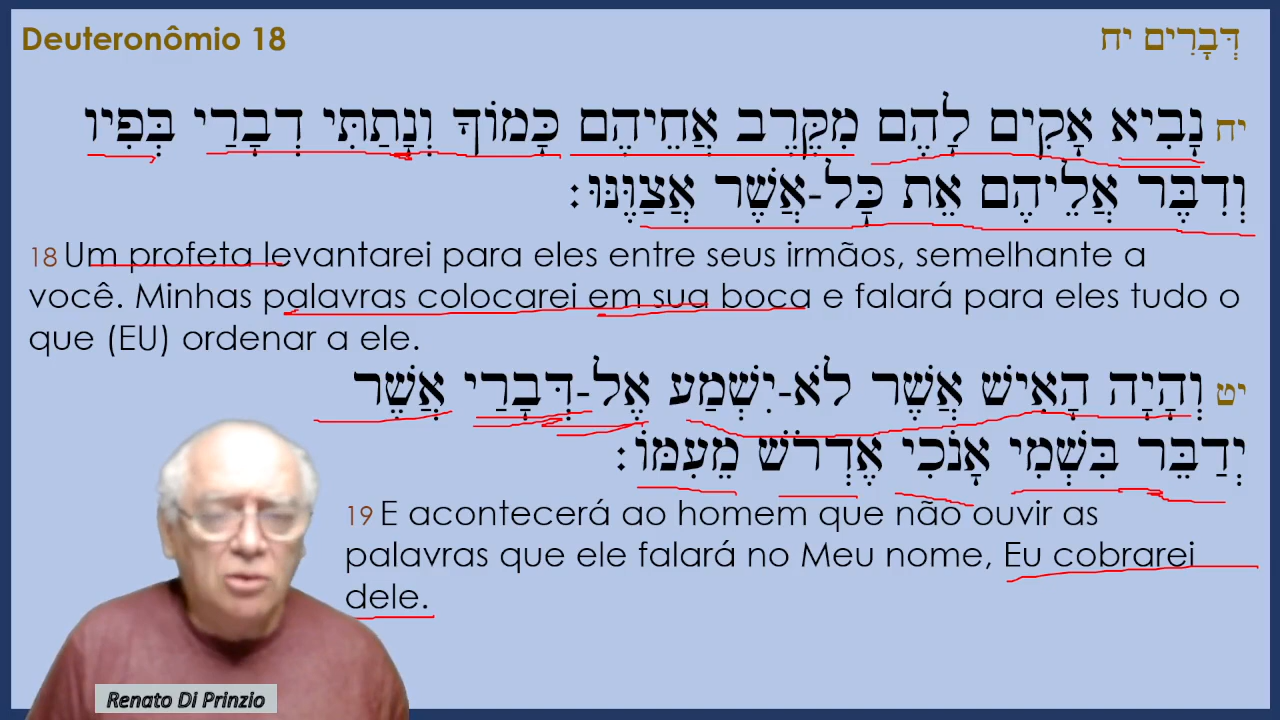 Deuteronômio 18
דְּבָרִים יח
יח נָבִיא אָקִים לָהֶם מִקֶּרֶב אֲחֵיהֶם כָּמוֹךָ וְנָתַתִּי דְבָרַי בְּפִיו
וְדִבֶּר אֲלֵיהֶם אֵת כָּל-אֲשֶׁר אֲצַוֶּנּוּ:
18 Um profeta levantarei para eles entre seus irmãos, semelhante a
você. Minhas palavras colocarei em sua boca e falará para eles tudo o
que (EU) ordenar a ele.
יט וְהָיָה הָאִישׁ אֲשֶׁר לֹא-יִשְׁמַע אֶל-דְּבָרַי אֲשֶׁר
יְדַבֵּר בִּשְׁמִי אָנֹכִי אֶדְרֹשׁ מֵעִמּוֹ:
19 E acontecerá ao homem que não ouvir as
palavras que ele falará no Meu nome, Eu cobrarei
dele.
Renato Di Prinzio